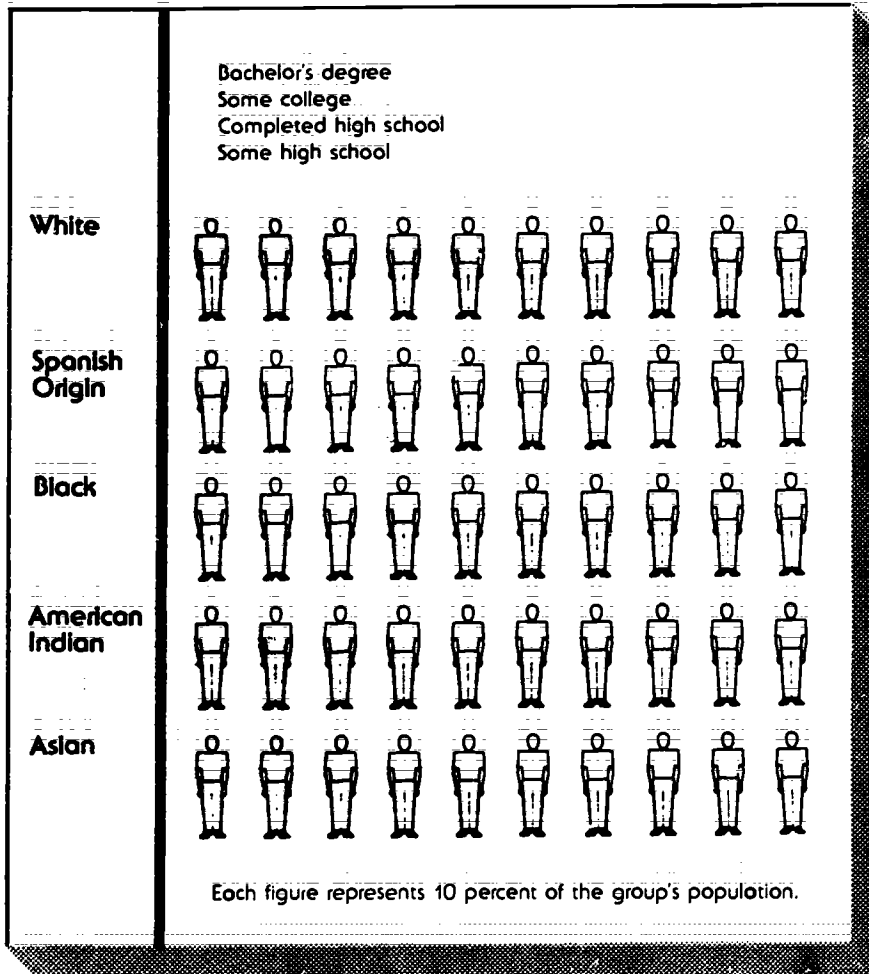 Bachelor's degree
Some college
Completed high school
Some high school
White
Spanish
Origin
Black
American
Indian
Asian
Each figure represents 10 percent of the group's population.